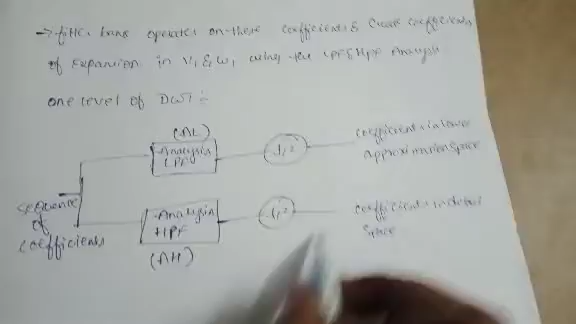 → filter bank operates on these coefficients & create coefficients
of expansion in V₁ & W₁ using the LPF & HPF Analysis
one level of DWT :-
(AL)
Analysis
LPF
↓2
coefficients in lower
Approximation space
sequence
of
coefficients
Analysis
HPF
(AH)
↓2
coefficients in detail
space